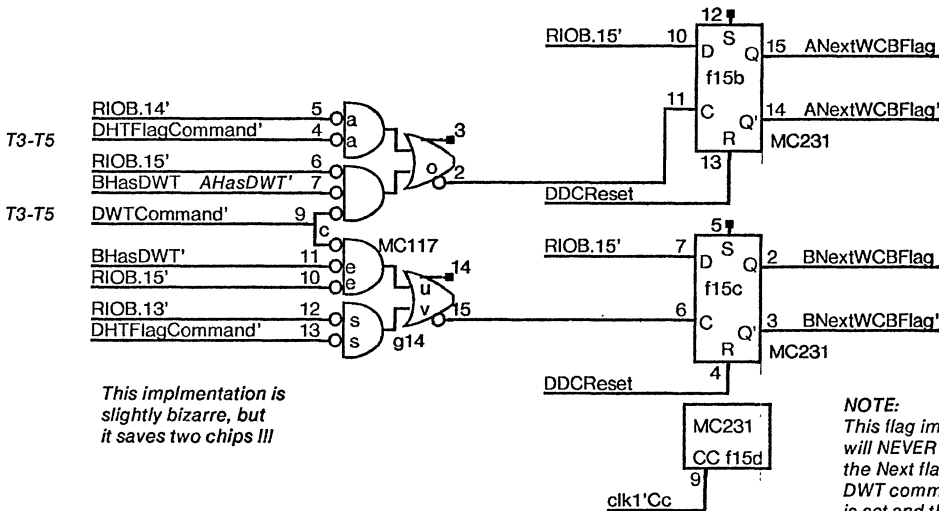 12
S
RIOB.15' 10 D Q 15 ANextWCBFlag
f15b
RIOB.14' 5 a
DHTFlagCommand' 4 a
T3-T5
3
11 C Q' 14 ANextWCBFlag'
R MC231
13
RIOB.15' 6
BHasDWT AHasDWT' 7
o 2
DDCReset
T3-T5
DWTCommand' 9
c
MC117
5
S
RIOB.15' 7 D Q 2 BNextWCBFlag
f15c
BHasDWT' 11 e
RIOB.15' 10 e
14
u
v 15
6 C Q' 3 BNextWCBFlag'
R MC231
4
RIOB.13' 12 s
DHTFlagCommand' 13 s
g14
DDCReset
This implmentation is
slightly bizarre, but
it saves two chips !!!
MC231
CC f15d
9
clk1'Cc
NOTE:
This flag im
will NEVER
the Next fla
DWT comm
is set and th